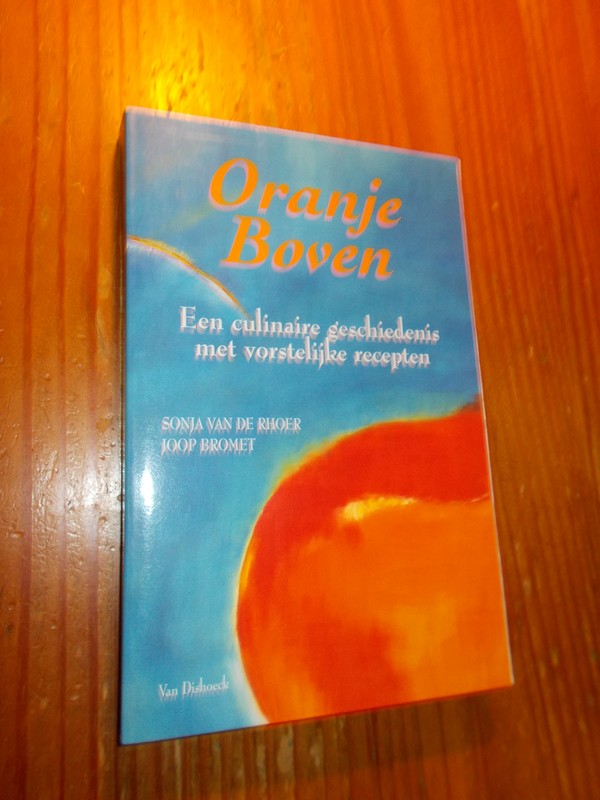 Oranje
Boven
Een culinaire geschiedenis
met vorstelijke recepten
SONJA VAN DE RHOER
JOOP BROMET
Van Dishoeck